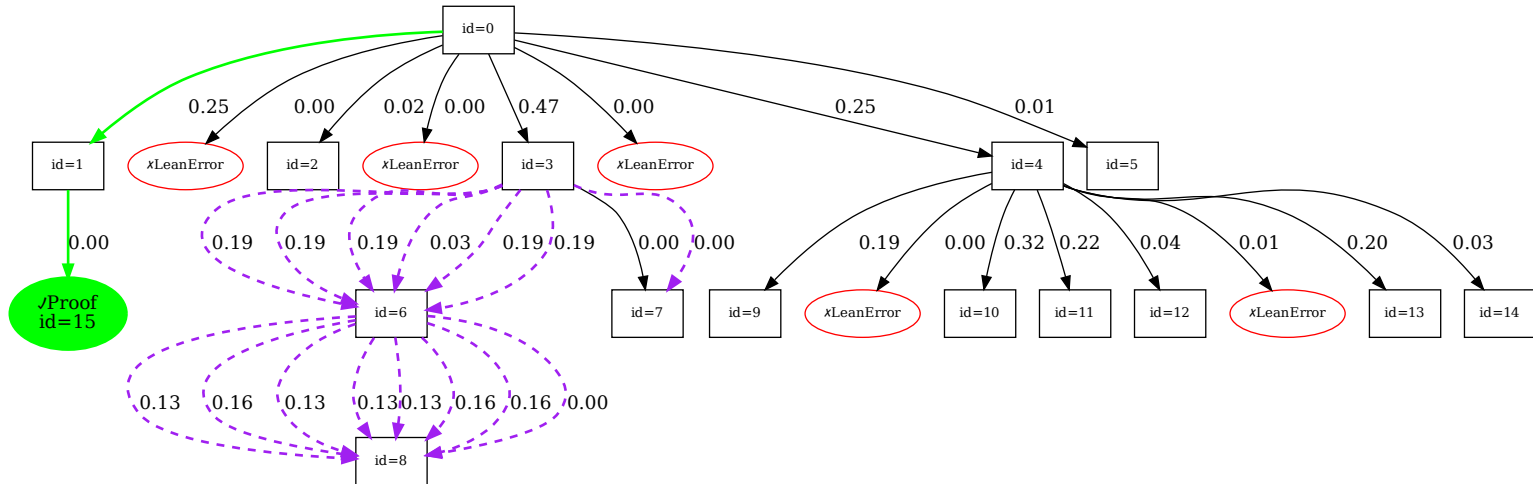 id=0
0.25
0.00
0.02
0.00
0.47
0.00
0.25
0.01
id=1
✗LeanError
id=2
✗LeanError
id=3
✗LeanError
id=4
id=5
0.00
0.19
0.19
0.19
0.03
0.19
0.19
0.00
0.00
0.19
0.00
0.32
0.22
0.04
0.01
0.20
0.03
✓Proof
id=15
id=6
id=7
id=9
✗LeanError
id=10
id=11
id=12
✗LeanError
id=13
id=14
0.13
0.16
0.13
0.13
0.13
0.16
0.16
0.00
id=8